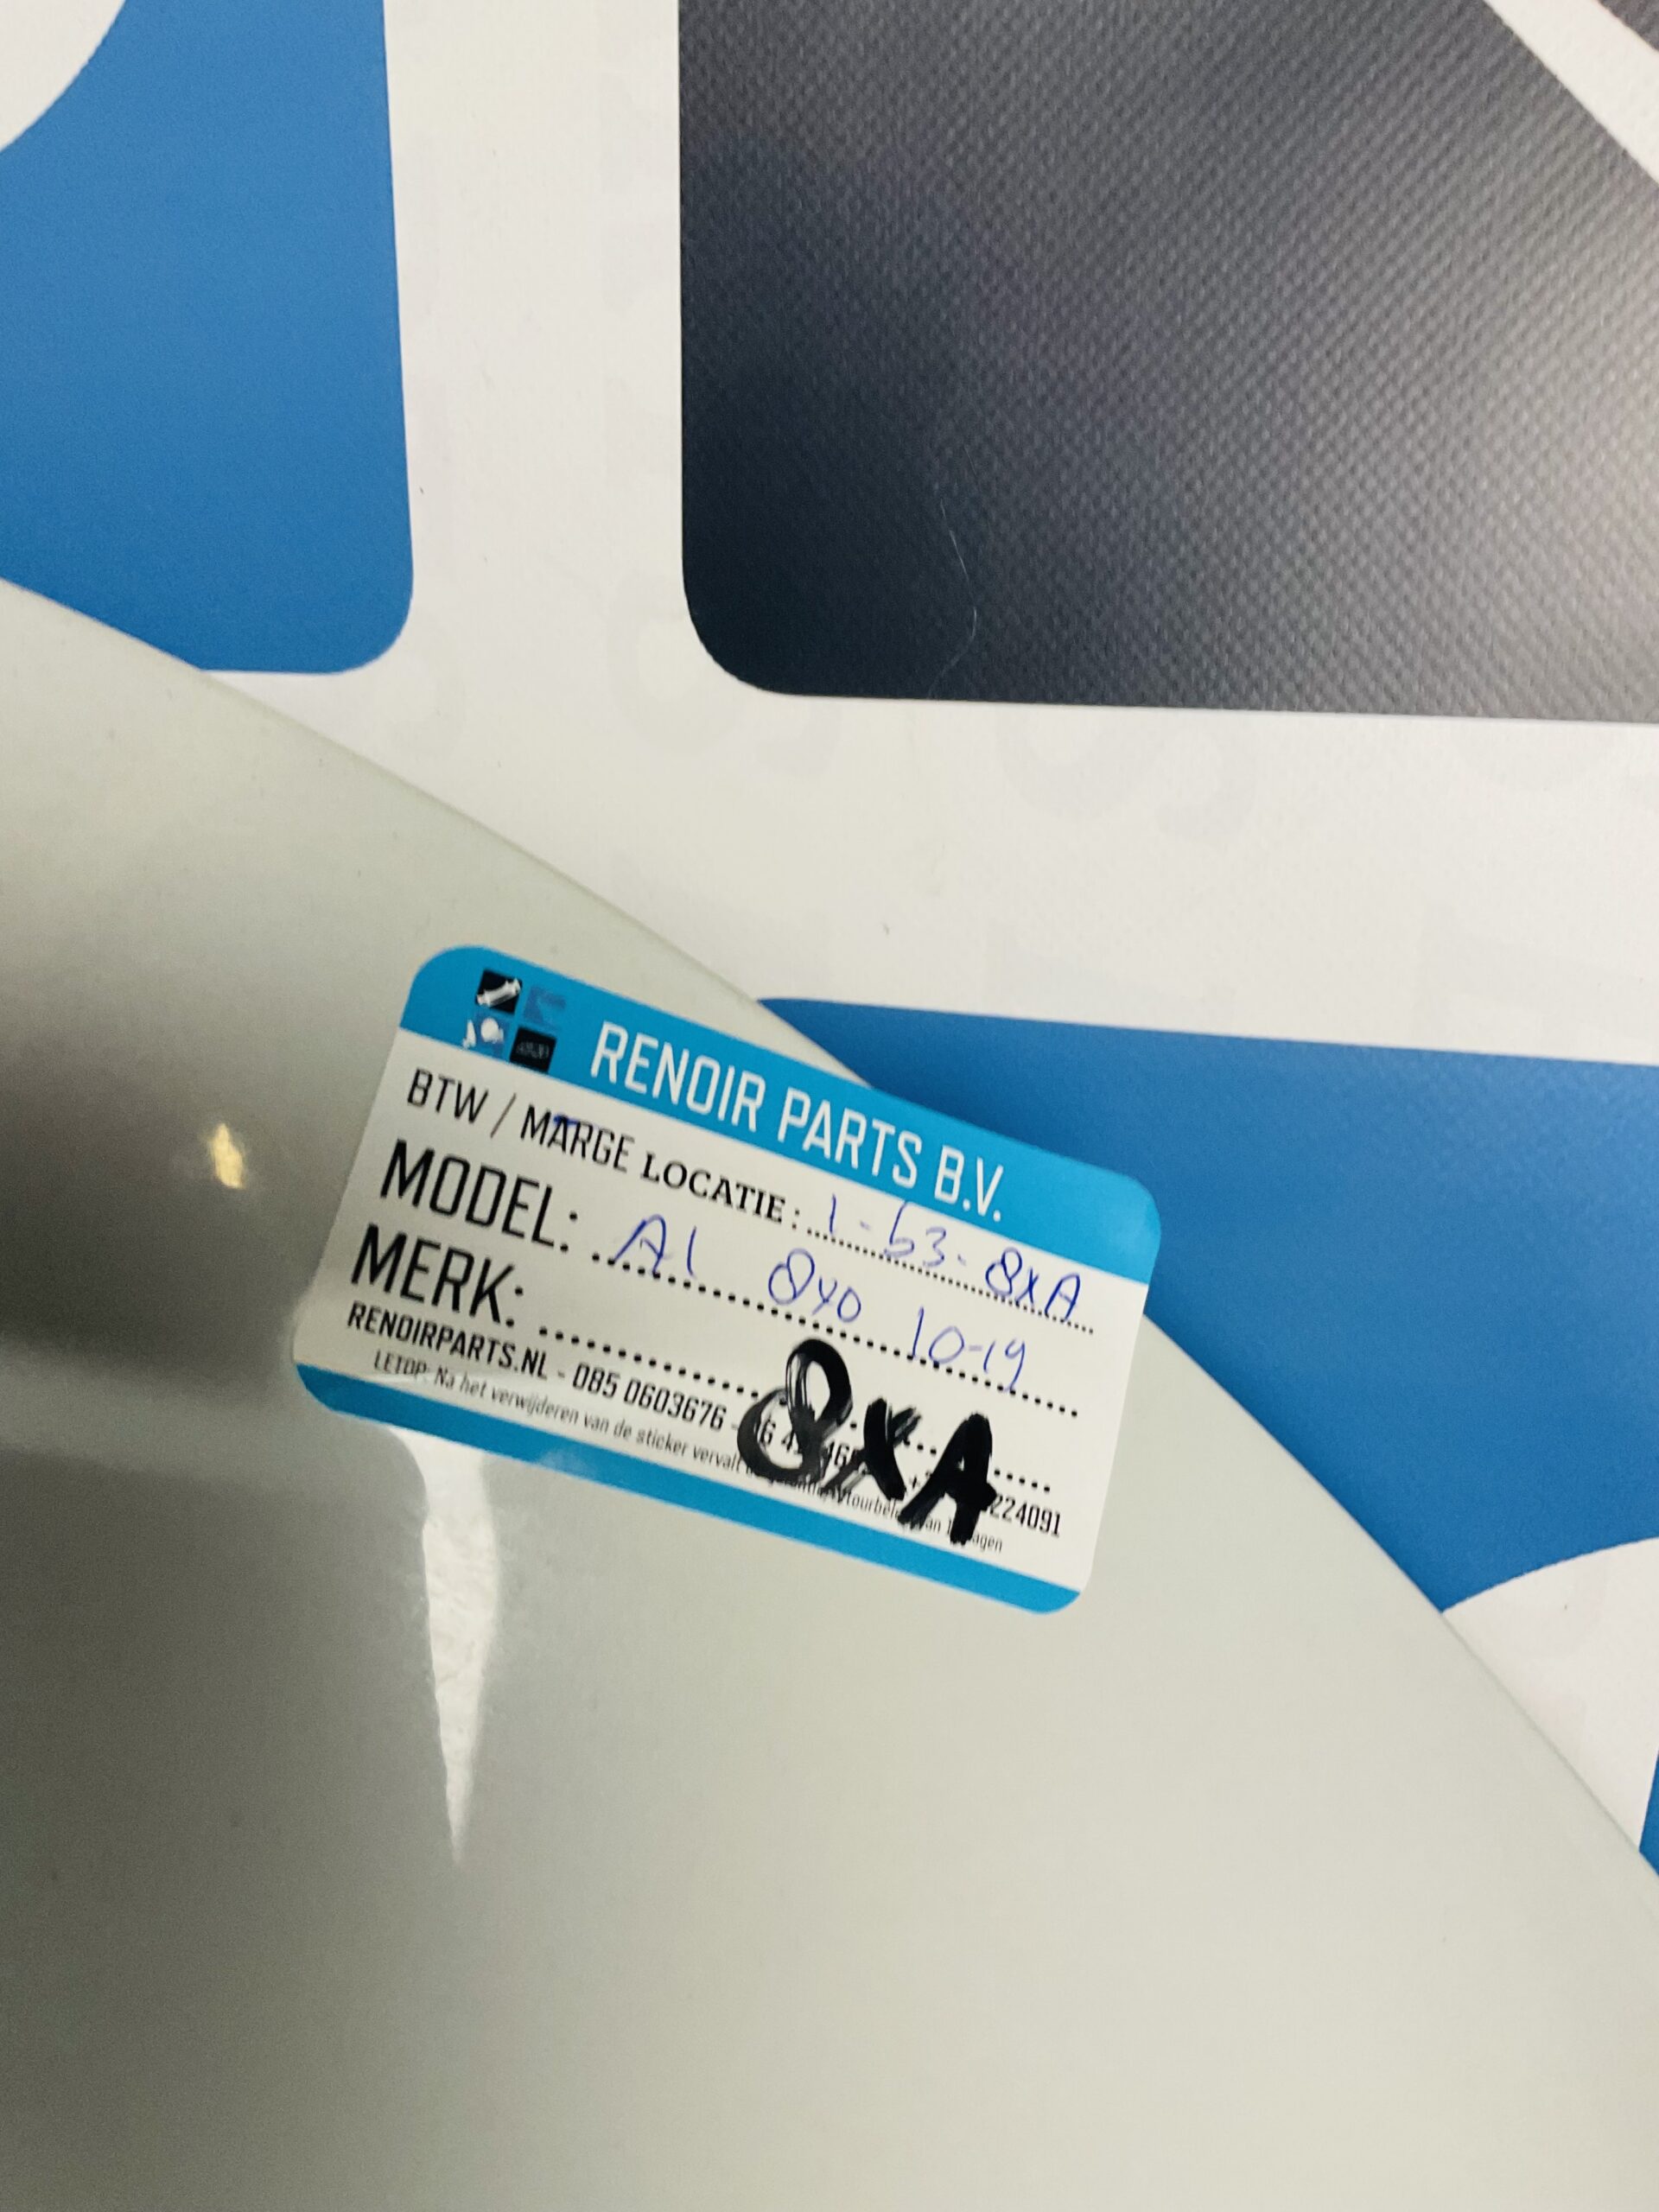 RENOIR PARTS B.V.
BTW / MARGE LOCATIE: 1-53-8XA
MODEL: A1 8X0 10-19
MERK:
8XA
RENOIRPARTS.NL - 085 0603676 224091
LETOP: Na het verwijderen van de sticker vervalt